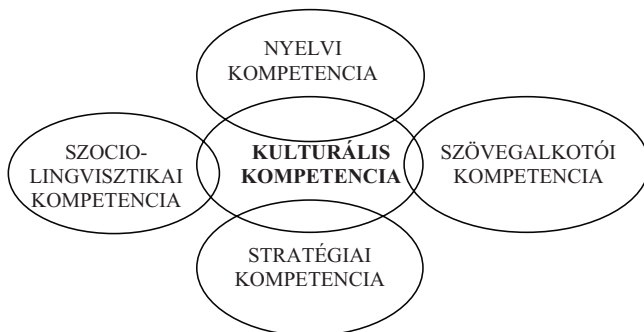 NYELVI
KOMPETENCIA
SZOCIO-
LINGVISZTIKAI
KOMPETENCIA
KULTURÁLIS
KOMPETENCIA
SZÖVEGALKOTÓI
KOMPETENCIA
STRATÉGIAI
KOMPETENCIA